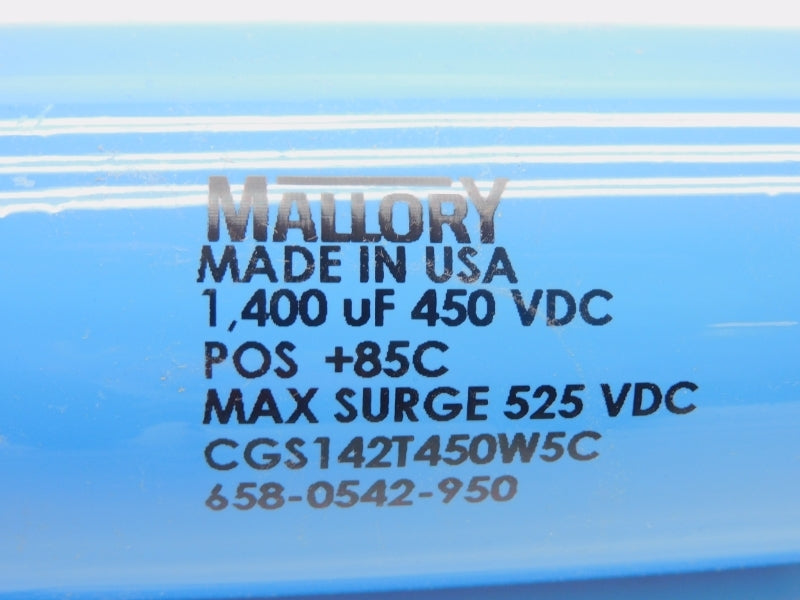 MALLORY
MADE IN USA
1,400 uF 450 VDC
POS +85C
MAX SURGE 525 VDC
CGS142T450W5C
658-0542-950